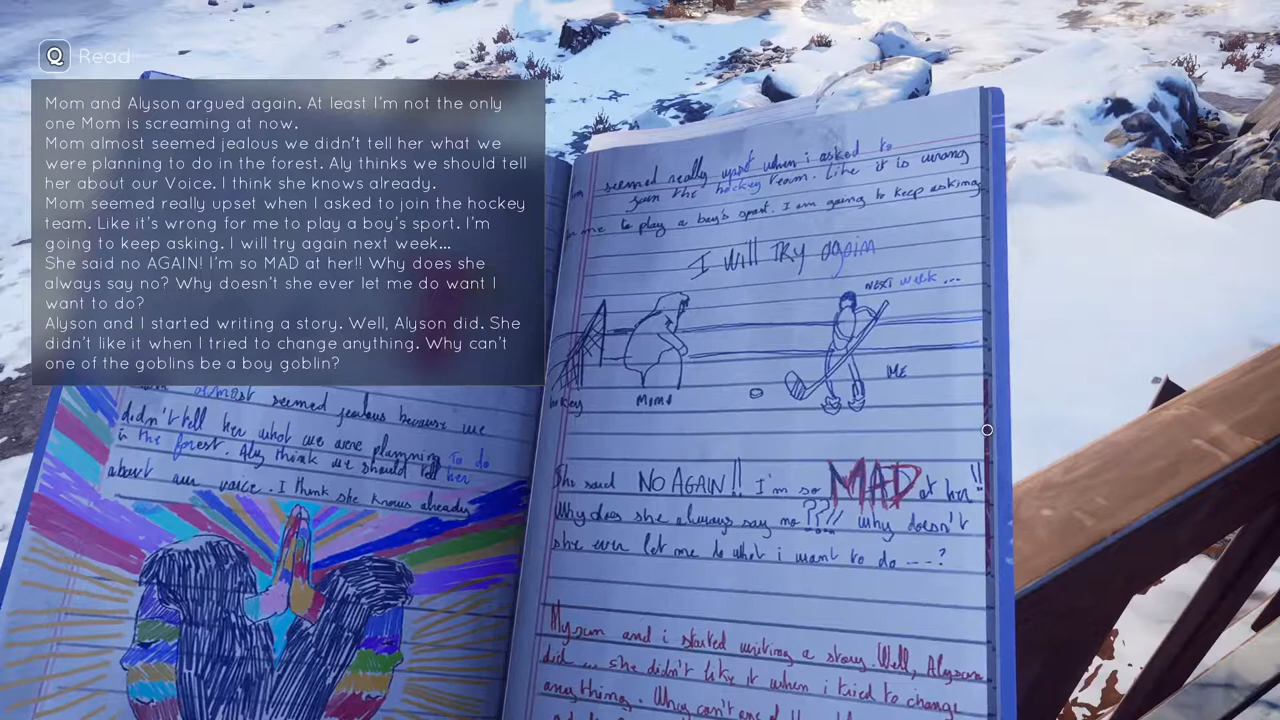 Q Read
Mom and Alyson argued again. At least I'm not the only
one Mom is screaming at now.
Mom almost seemed jealous we didn't tell her what we
were planning to do in the forest. Aly thinks we should tell
her about our Voice. I think she knows already.
Mom seemed really upset when I asked to join the hockey
team. Like it's wrong for me to play a boy's sport. I'm
going to keep asking. I will try again next week...
She said no AGAIN! I'm so MAD at her!! Why does she
always say no? Why doesn't she ever let me do want I
want to do?
Alyson and I started writing a story. Well, Alyson did. She
didn't like it when I tried to change anything. Why can't
one of the goblins be a boy goblin?
almost seemed jealous because we
didn't tell her what we were planning to do
in the forest. Aly think we should tell her
about our voice. I think she knows already
seemed really upset when i asked to
join the hockey team. Like it is wrong
me to play a boy's sport. I am going to keep asking
I will TRY again
next week ...
MOM
ME
She said NO AGAIN!! I'm so MAD at her!!
Why does she always say no ??!! why doesn't
she ever let me do what i want to do ---?
Alyson and i started writing a story. Well, Alyson
did ... she didn't like it when i tried to change
anything. Why can't one of the